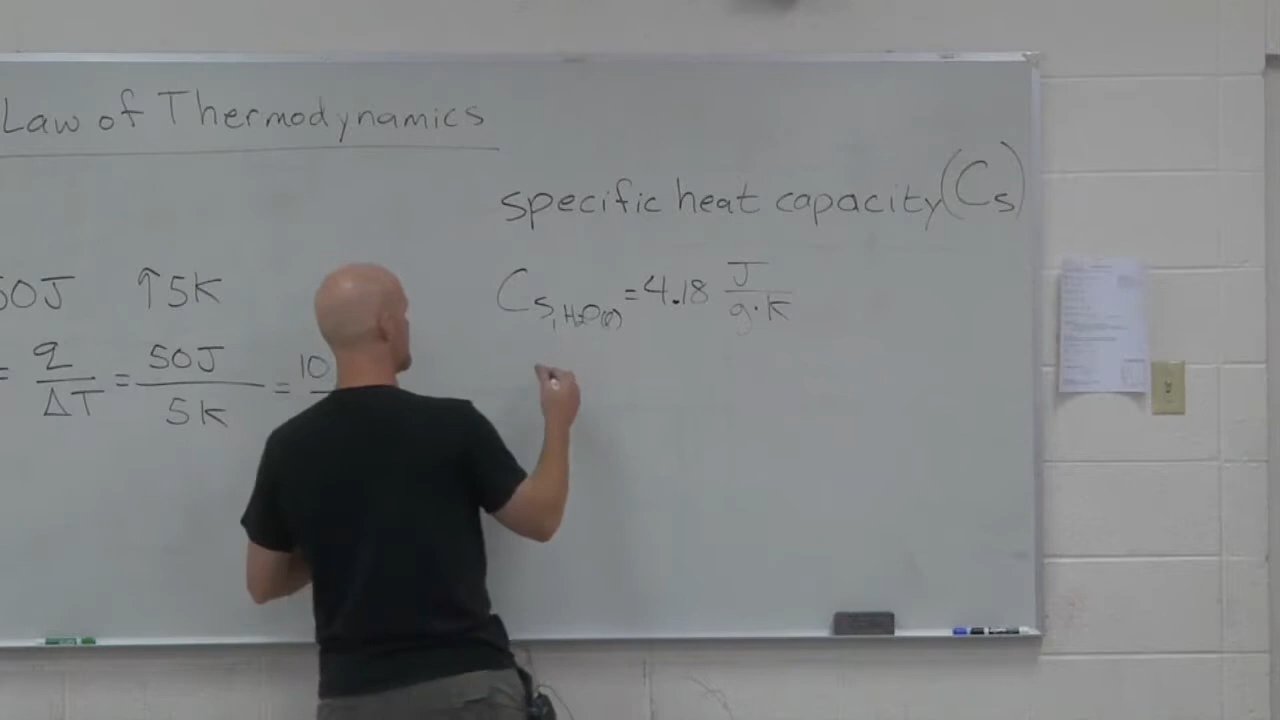 Law of Thermodynamics
specific heat capacity (Cs)
50J ↑5K
Cs, H2O(l) = 4.18 J/g·K
= q/ΔT = 50J/5K = 10